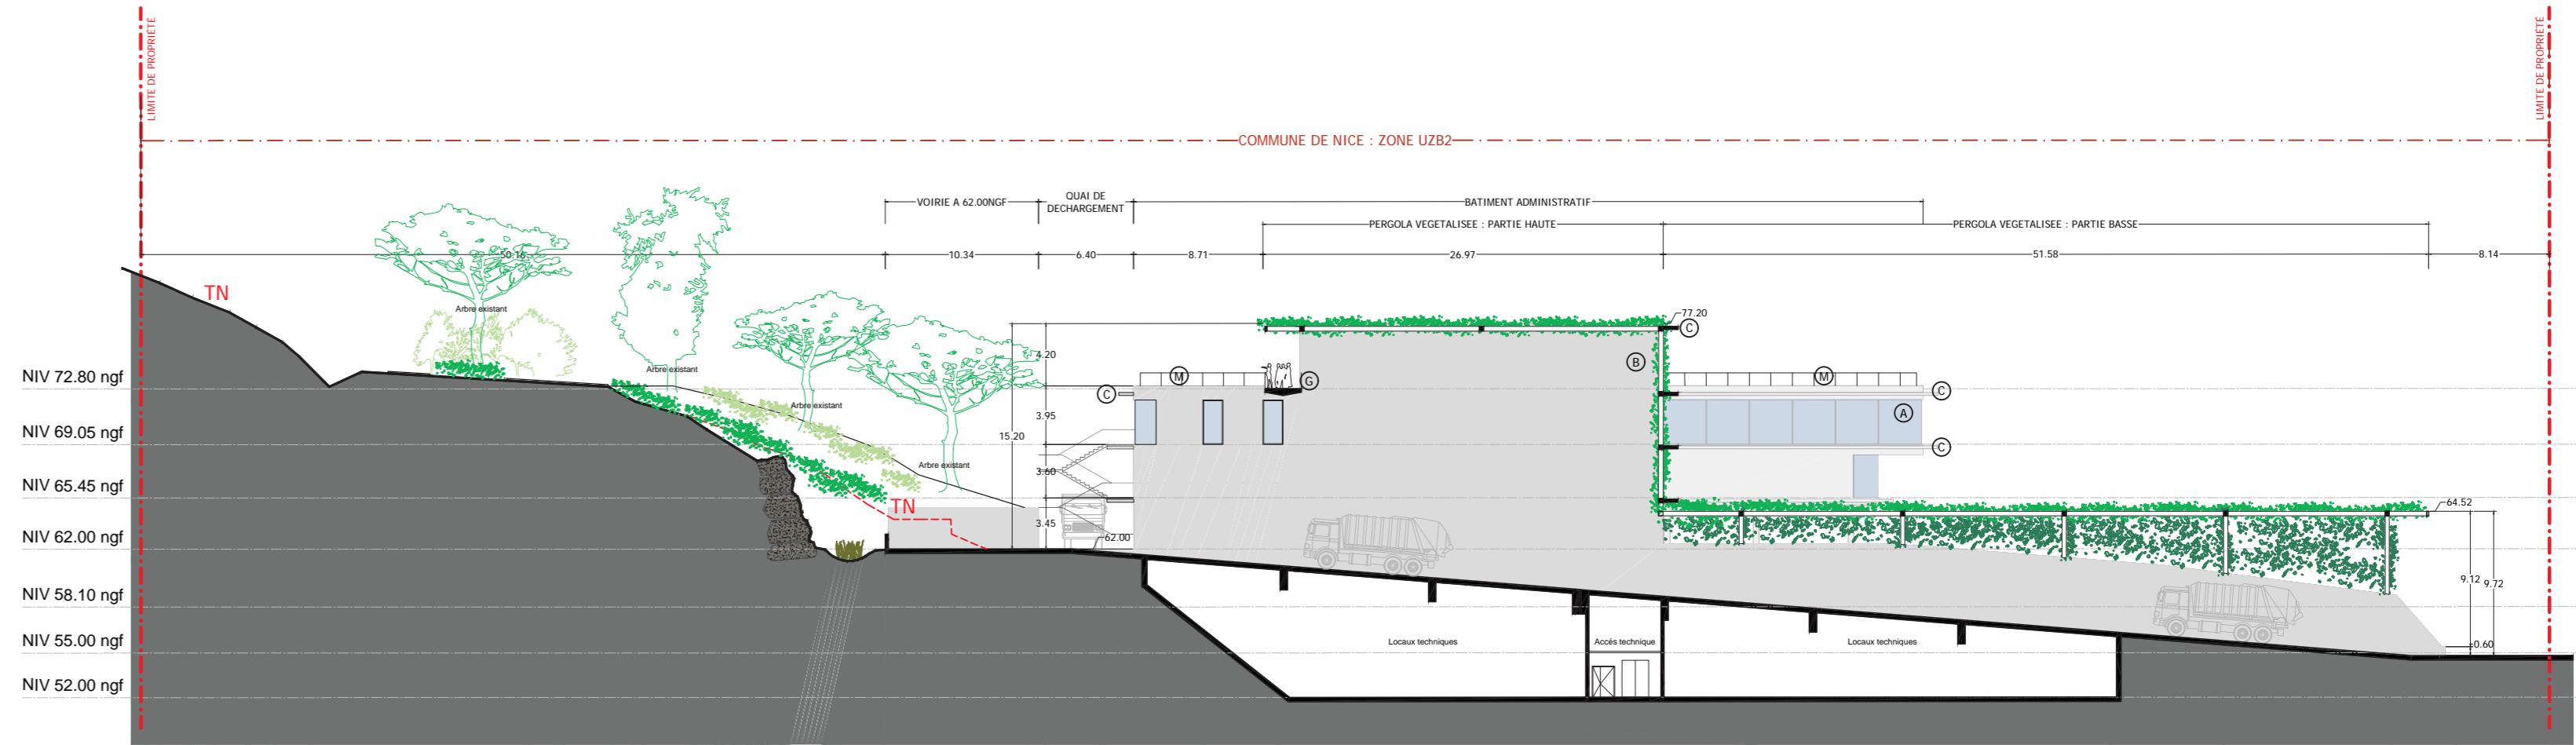 LIMITE DE PROPRIÉTÉ
LIMITE DE PROPRIÉTÉ
COMMUNE DE NICE : ZONE UZB2
VOIRIE A 62.00NGF
QUAI DE
DECHARGEMENT
BATIMENT ADMINISTRATIF
PERGOLA VEGETALISEE : PARTIE HAUTE
PERGOLA VEGETALISEE : PARTIE BASSE
50.16
10.34
6.40
8.71
26.97
51.58
8.14
TN
Arbre existant
77.20
C
4.20
B
Arbre existant
NIV 72.80 ngf
M
G
M
C
C
Arbre existant
A
3.95
NIV 69.05 ngf
15.20
C
Arbre existant
3.60
NIV 65.45 ngf
TN
64.52
3.45
NIV 62.00 ngf
62.00
9.12
9.72
NIV 58.10 ngf
NIV 55.00 ngf
Locaux techniques
Accés technique
Locaux techniques
0.60
NIV 52.00 ngf